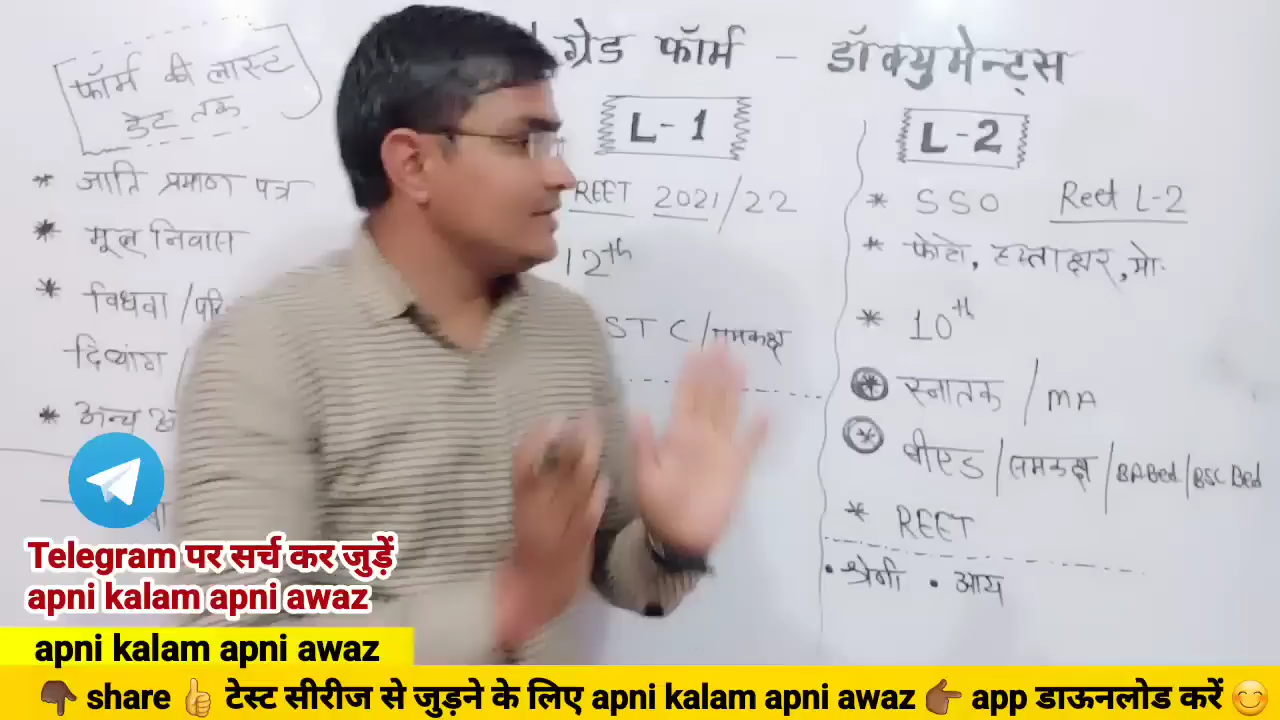 ग्रेड फॉर्म - डॉक्युमेन्ट्स
फॉर्म की लास्ट
डेट तक
* जाति प्रमाण पत्र
* मूल निवास
* विधवा / परि
दिव्यांग /
* अन्य
L-1
REET 2021/22
12th
STC/समकक्ष
L-2
* SSO Reet L-2
* फोटो, हस्ताक्षर, मो.
* 10th
* स्नातक / MA
* बीएड/समकक्ष/BABed/BSC Bed
* REET
• श्रेणी • आय
Telegram पर सर्च कर जुड़ें
apni kalam apni awaz
apni kalam apni awaz
👇🏾 share 👍 टेस्ट सीरीज से जुड़ने के लिए apni kalam apni awaz 👉🏾 app डाऊनलोड करें 😊